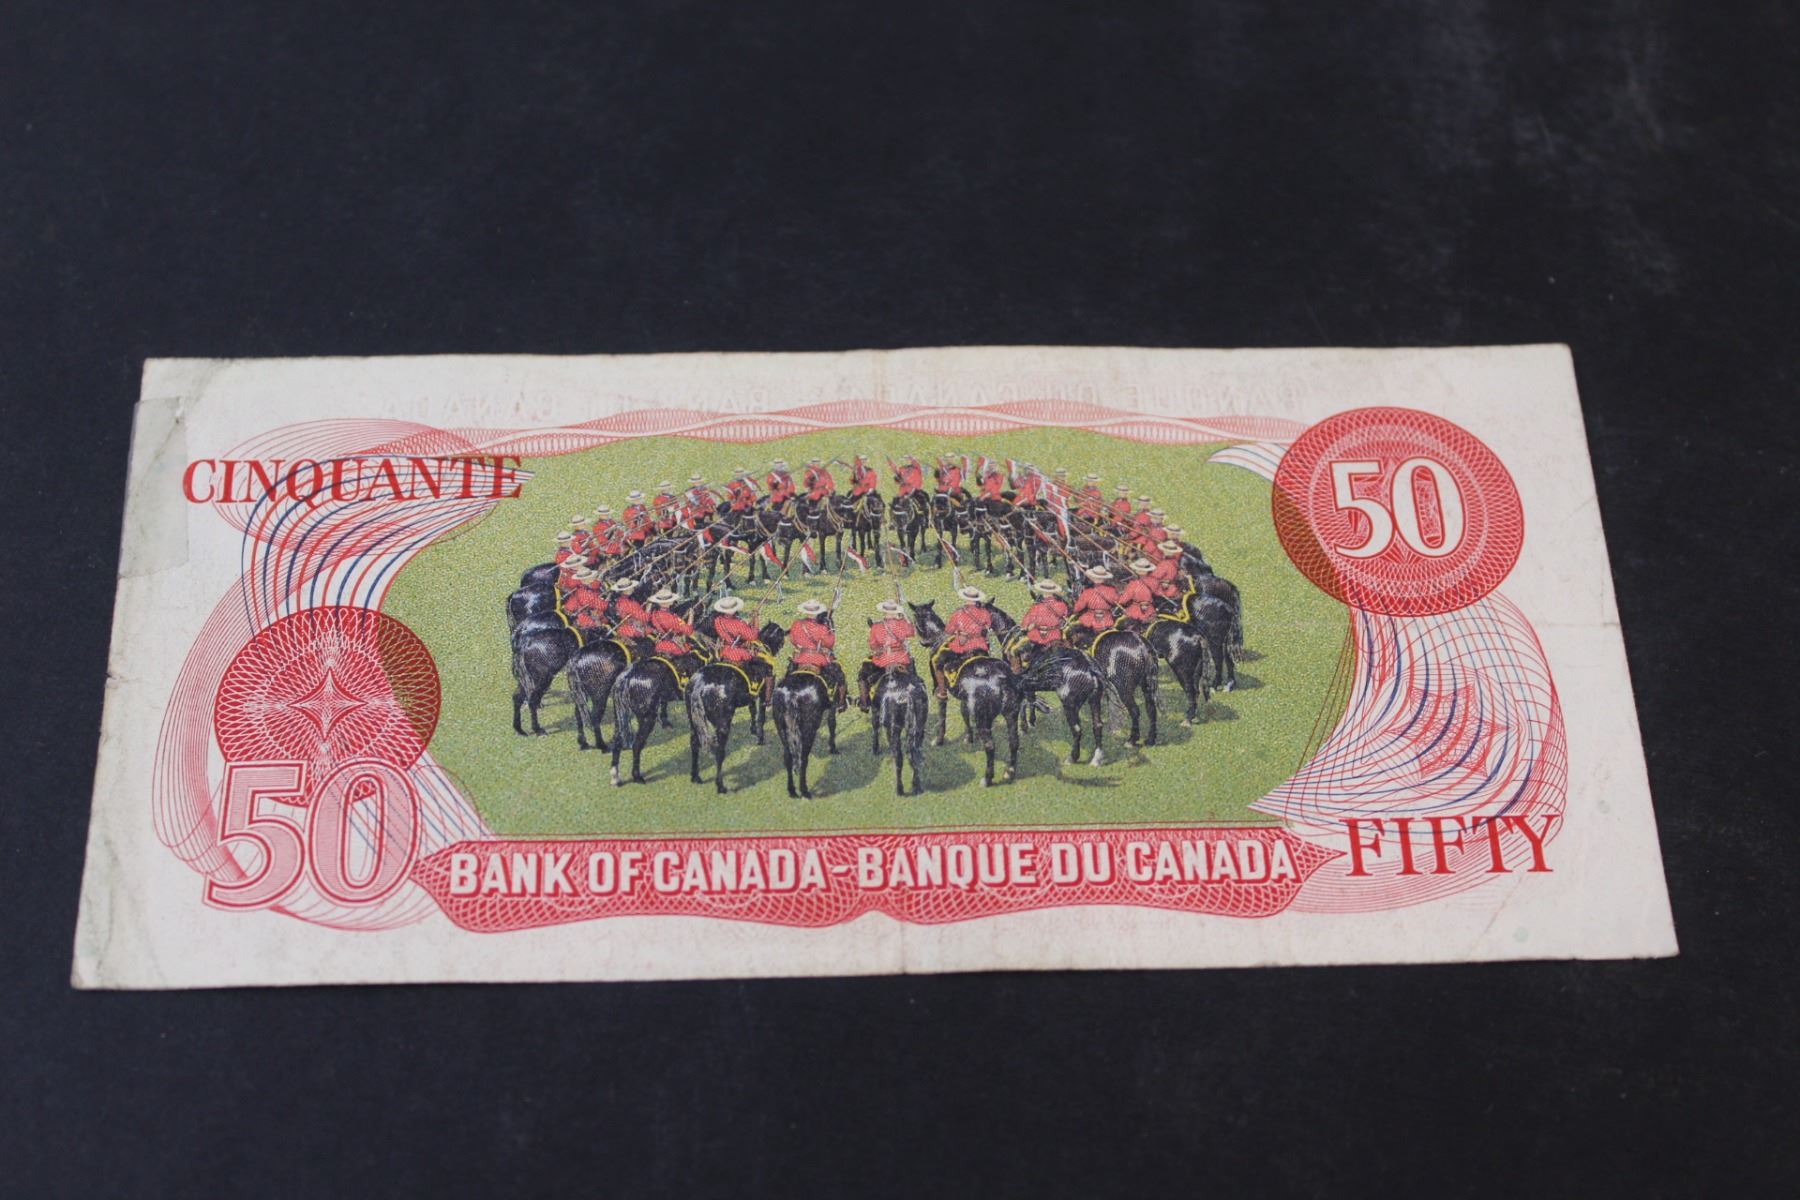 CINQUANTE
50
50
BANK OF CANADA - BANQUE DU CANADA
FIFTY